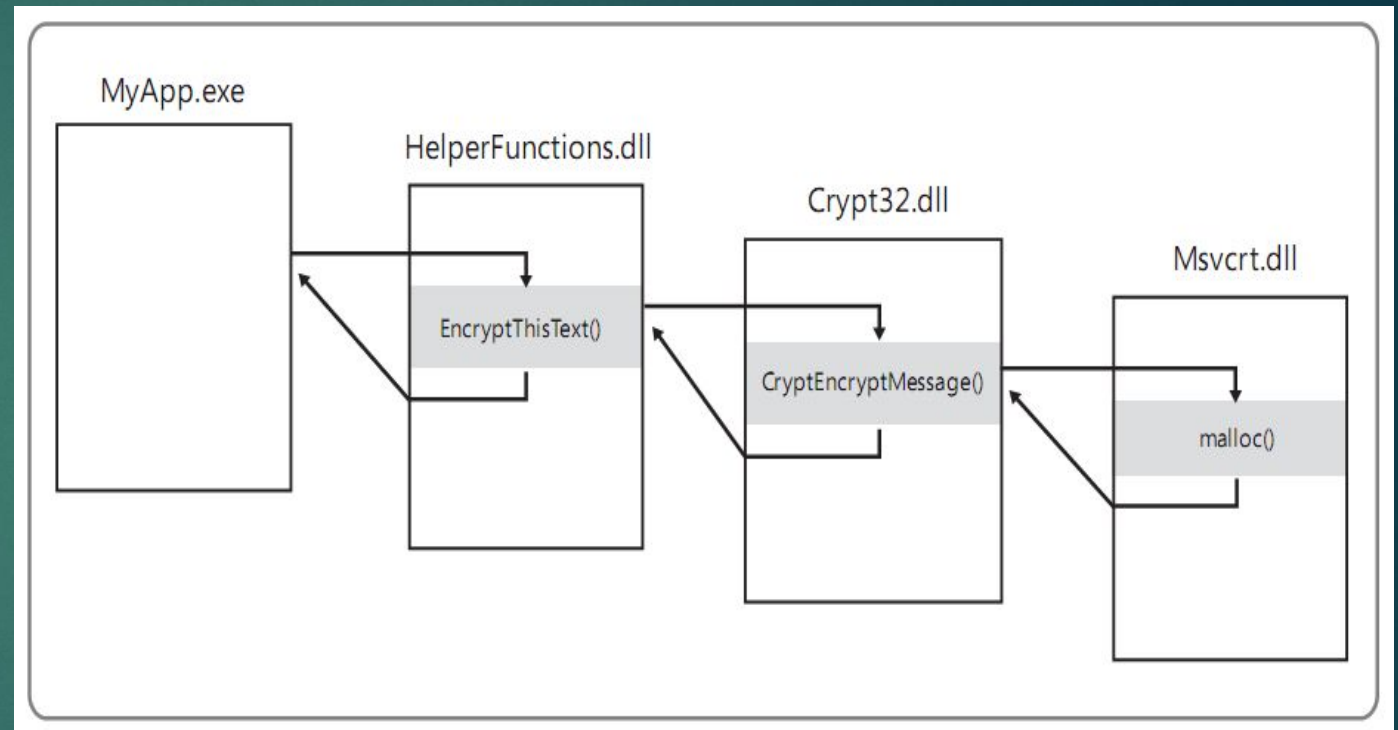 MyApp.exe
HelperFunctions.dll
Crypt32.dll
Msvcrt.dll
EncryptThisText()
CryptEncryptMessage()
malloc()